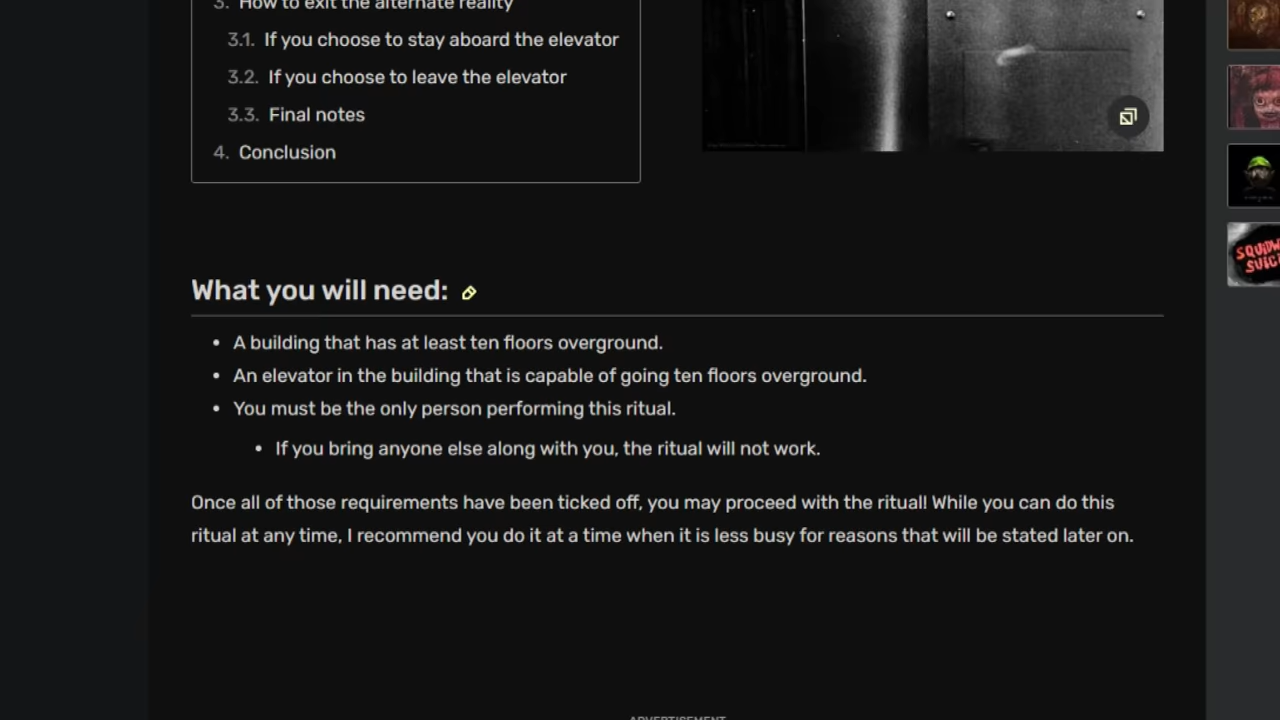 3. How to exit the alternate reality
3.1. If you choose to stay aboard the elevator
3.2. If you choose to leave the elevator
3.3. Final notes
4. Conclusion
What you will need:
• A building that has at least ten floors overground.
• An elevator in the building that is capable of going ten floors overground.
• You must be the only person performing this ritual.
• If you bring anyone else along with you, the ritual will not work.
Once all of those requirements have been ticked off, you may proceed with the ritual! While you can do this
ritual at any time, I recommend you do it at a time when it is less busy for reasons that will be stated later on.
ADVERTISEMENT